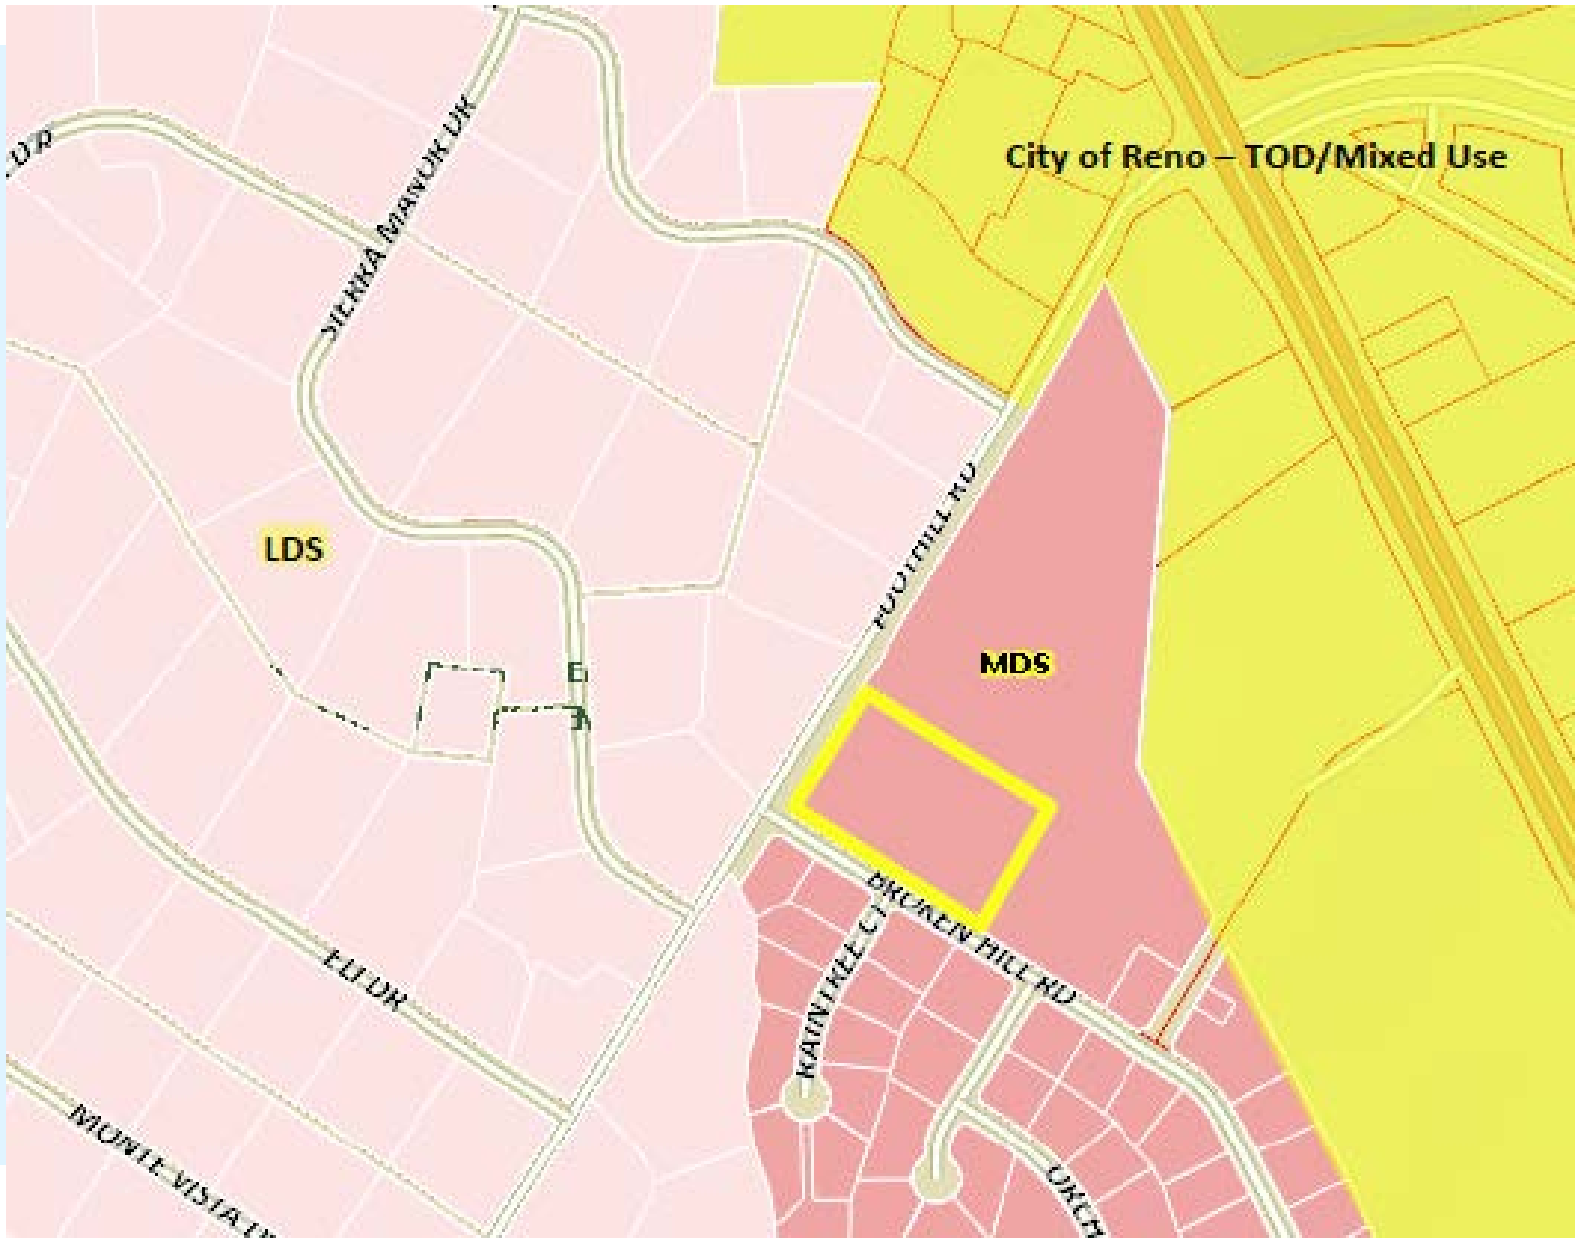 City of Reno – TOD/Mixed Use
SIERRA MANOR DR
FOOTHILL RD
LDS
MDS
BROKEN HILL RD
RAINTREE CT
ELI DR
MONTE VISTA